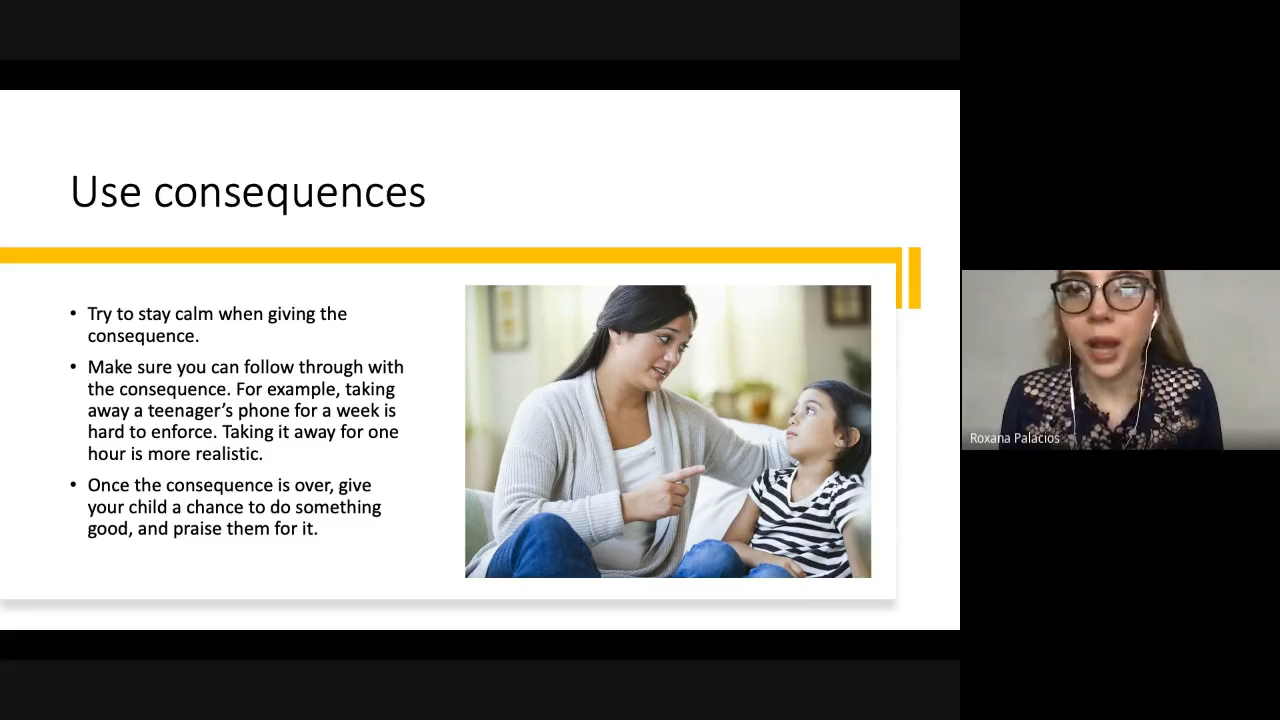 Use consequences
• Try to stay calm when giving the
consequence.
• Make sure you can follow through with
the consequence. For example, taking
away a teenager’s phone for a week is
hard to enforce. Taking it away for one
hour is more realistic.
• Once the consequence is over, give
your child a chance to do something
good, and praise them for it.
Roxana Palacios